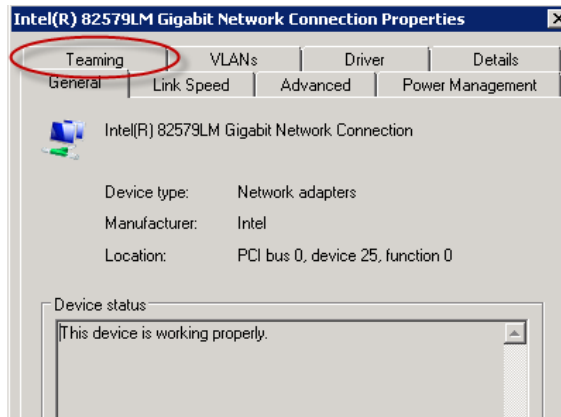 Intel(R) 82579LM Gigabit Network Connection Properties
Teaming VLANs Driver Details
General Link Speed Advanced Power Management
Intel(R) 82579LM Gigabit Network Connection
Device type: Network adapters
Manufacturer: Intel
Location: PCI bus 0, device 25, function 0
Device status
This device is working properly.